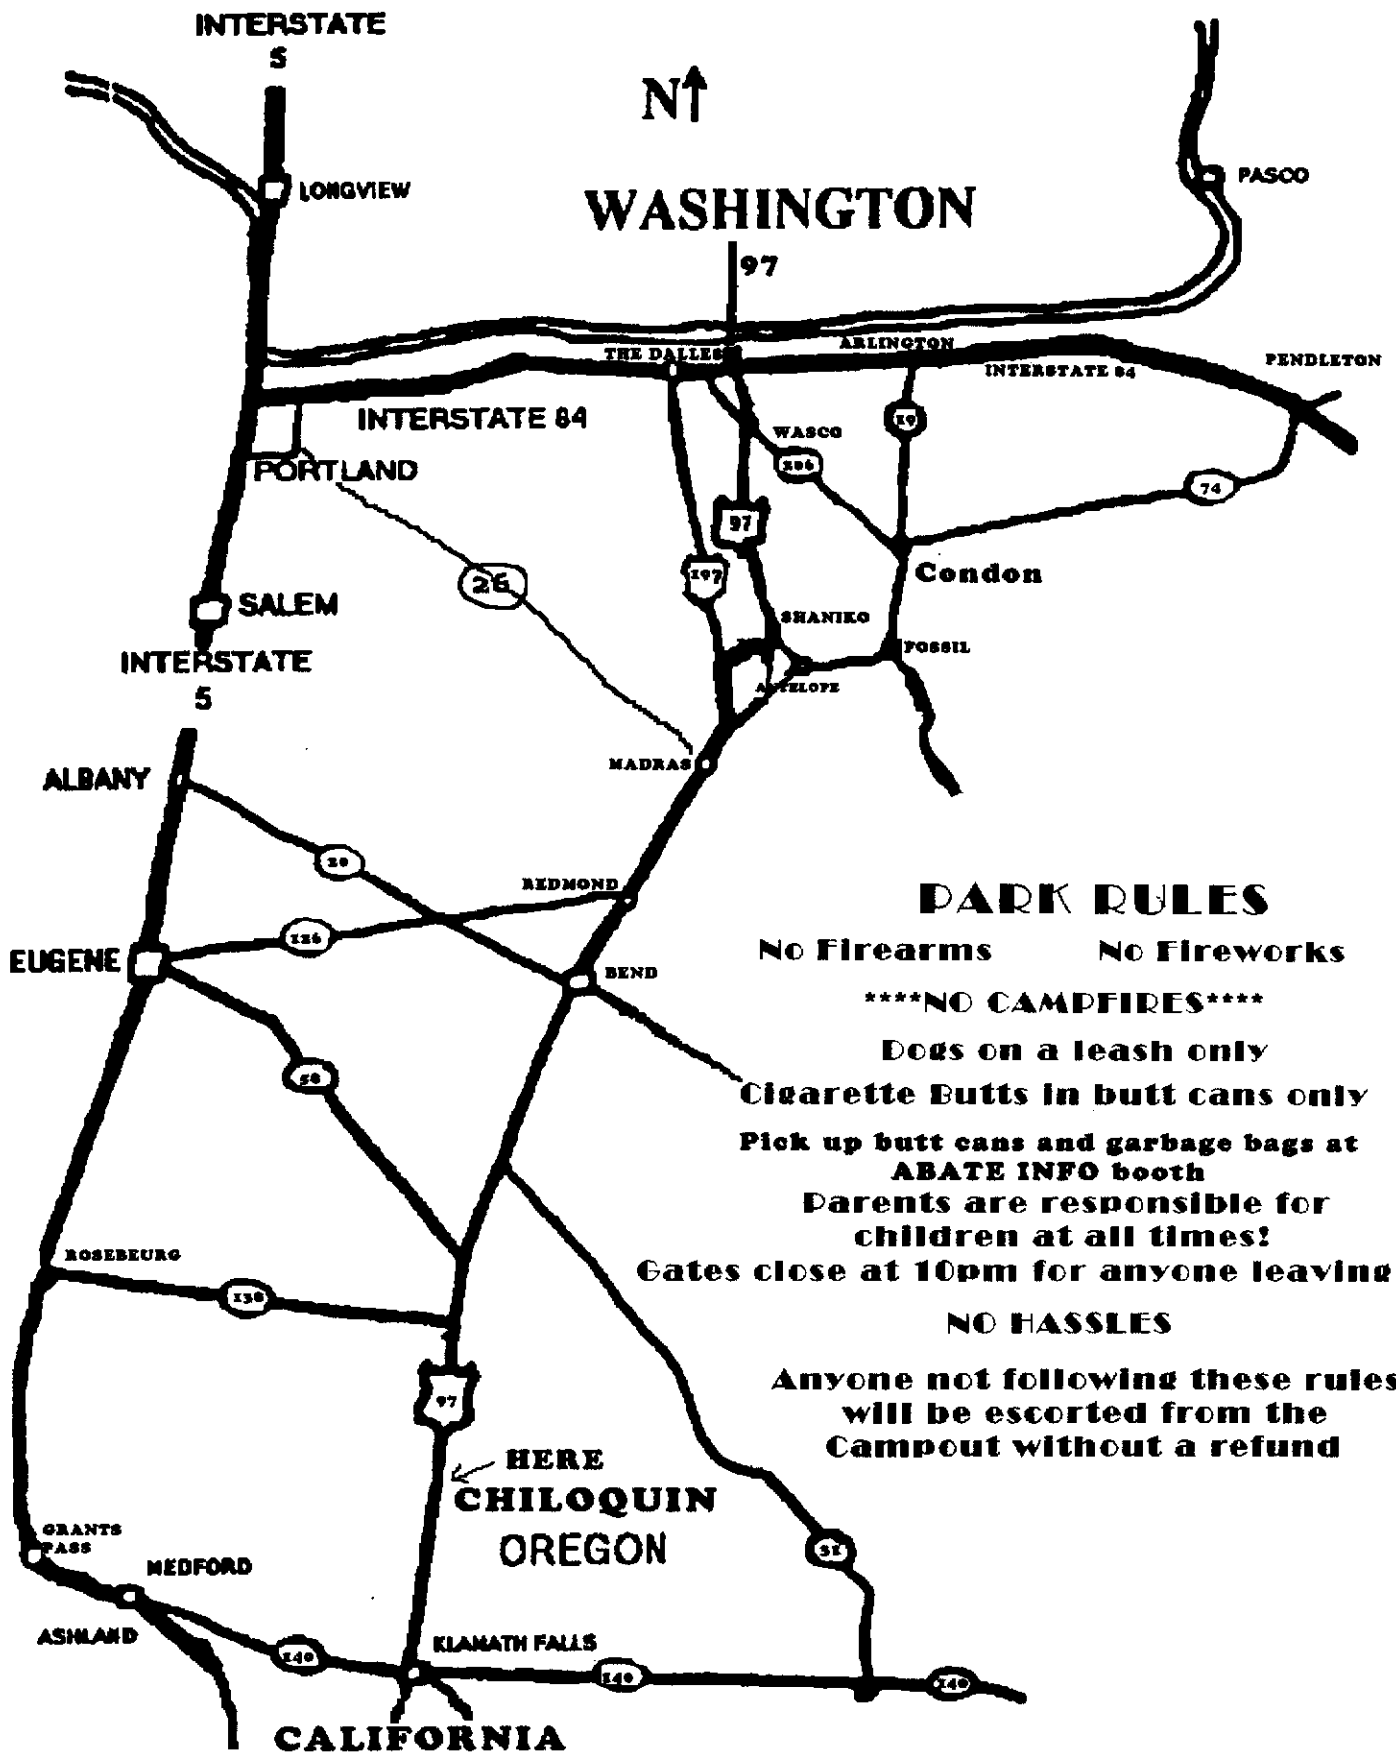 INTERSTATE
5
N
LONGVIEW
PASCO
WASHINGTON
97
THE DALLES
ARLINGTON
PENDLETON
INTERSTATE 84
INTERSTATE 84
19
WASCO
206
PORTLAND
74
97
26
197
Condon
SALEM
SHANIKO
FOSSIL
INTERSTATE
5
ANTELOPE
MADRAS
ALBANY
20
REDMOND
126
EUGENE
BEND
58
PARK RULES
No Firearms No Fireworks
****NO CAMPFIRES****
Dogs on a leash only
Cigarette Butts in butt cans only
Pick up butt cans and garbage bags at
ABATE INFO booth
Parents are responsible for
children at all times!
Gates close at 10pm for anyone leaving
NO HASSLES
Anyone not following these rules
will be escorted from the
Campout without a refund
ROSEBEURG
138
97
HERE
CHILOQUIN
OREGON
GRANTS
PASS
31
MEDFORD
ASHLAND
140
KLAMATH FALLS
140
140
CALIFORNIA